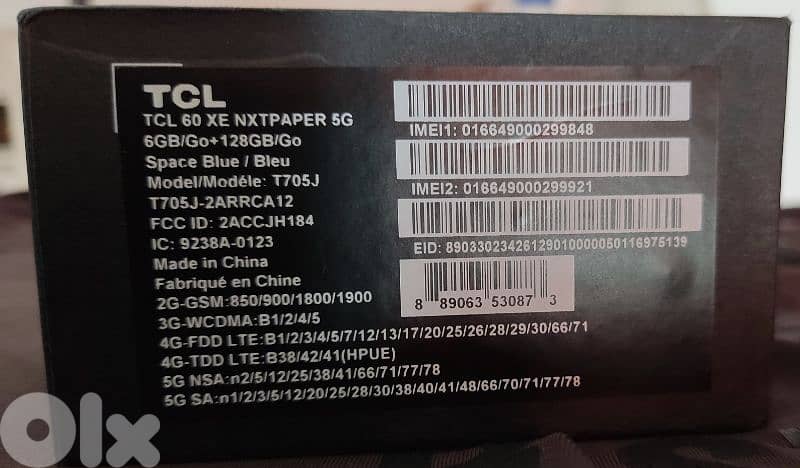 TCL
TCL 60 XE NXTPAPER 5G
6GB/Go+128GB/Go
Space Blue / Bleu
Model/Modéle: T705J
T705J-2ARRCA12
FCC ID: 2ACCJH184
IC: 9238A-0123
Made in China
Fabriqué en Chine
2G-GSM:850/900/1800/1900
3G-WCDMA:B1/2/4/5
4G-FDD LTE:B1/2/3/4/5/7/12/13/17/20/25/26/28/29/30/66/71
4G-TDD LTE:B38/42/41(HPUE)
5G NSA:n2/5/12/25/38/41/66/71/77/78
5G SA:n1/2/3/5/12/20/25/28/30/38/40/41/48/66/70/71/77/78
IMEI1: 016649000299848
IMEI2: 016649000299921
EID: 89033023426129010000050116975139
8 89063 53087 3
olx